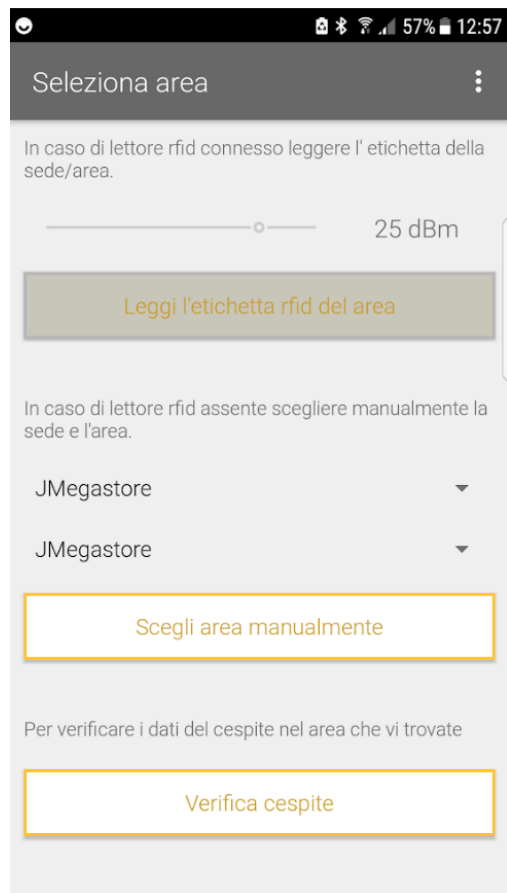 57% 12:57
Seleziona area
In caso di lettore rfid connesso leggere l' etichetta della
sede/area.
25 dBm
Leggi l'etichetta rfid del area
In caso di lettore rfid assente scegliere manualmente la
sede e l'area.
JMegastore
JMegastore
Scegli area manualmente
Per verificare i dati del cespite nel area che vi trovate
Verifica cespite